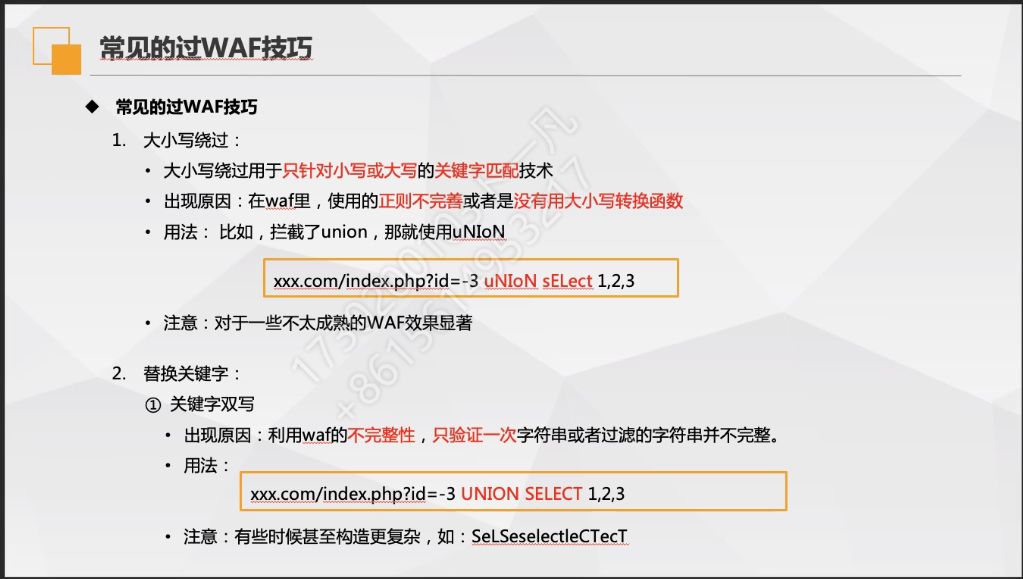 常见的过WAF技巧
◆ 常见的过WAF技巧
1. 大小写绕过：
• 大小写绕过用于只针对小写或大写的关键字匹配技术
• 出现原因：在waf里，使用的正则不完善或者是没有用大小写转换函数
• 用法： 比如，拦截了union，那就使用uNIoN
xxx.com/index.php?id=-3 uNIoN sELect 1,2,3
• 注意：对于一些不太成熟的WAF效果显著
2. 替换关键字：
① 关键字双写
• 出现原因：利用waf的不完整性，只验证一次字符串或者过滤的字符串并不完整。
• 用法：
xxx.com/index.php?id=-3 UNION SELECT 1,2,3
• 注意：有些时候甚至构造更复杂，如：SeLSeselectleCTecT